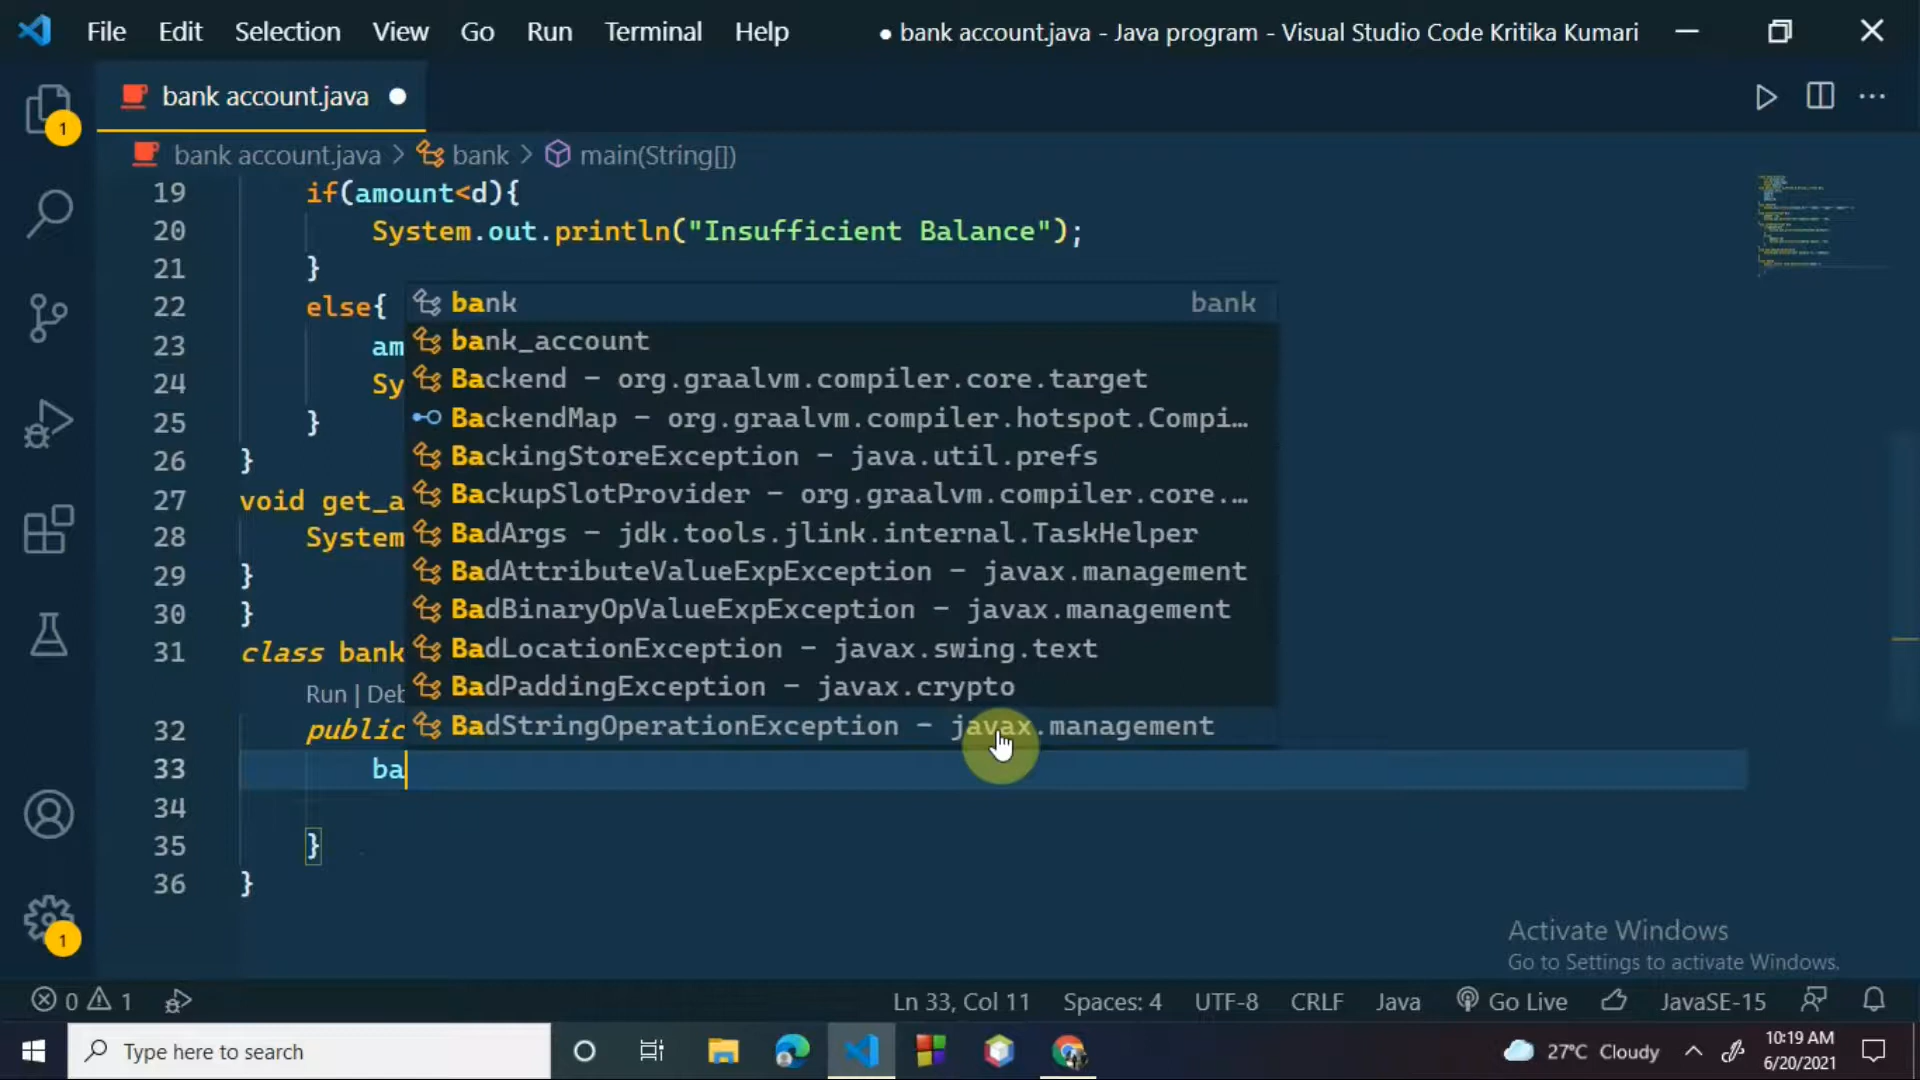 File Edit Selection View Go Run Terminal Help ● bank account.java - Java program - Visual Studio Code Kritika Kumari
bank account.java ●
1
bank account.java > bank > main(String[])
19 if(amount<d){
20 System.out.println("Insufficient Balance");
21 }
22 else{
23 am
24 Sy
25 }
26 }
27 void get_a
28 System
29 }
30 }
31 class bank
Run | Deb
32 public
33 ba
34
35 }
36 }
bank bank
bank_account
Backend - org.graalvm.compiler.core.target
BackendMap - org.graalvm.compiler.hotspot.Compi...
BackingStoreException - java.util.prefs
BackupSlotProvider - org.graalvm.compiler.core....
BadArgs - jdk.tools.jlink.internal.TaskHelper
BadAttributeValueExpException - javax.management
BadBinaryOpValueExpException - javax.management
BadLocationException - javax.swing.text
BadPaddingException - javax.crypto
BadStringOperationException - javax.management
1
Activate Windows
Go to Settings to activate Windows.
0 1 Ln 33, Col 11 Spaces: 4 UTF-8 CRLF Java Go Live JavaSE-15
Type here to search 27°C Cloudy 10:19 AM
6/20/2021